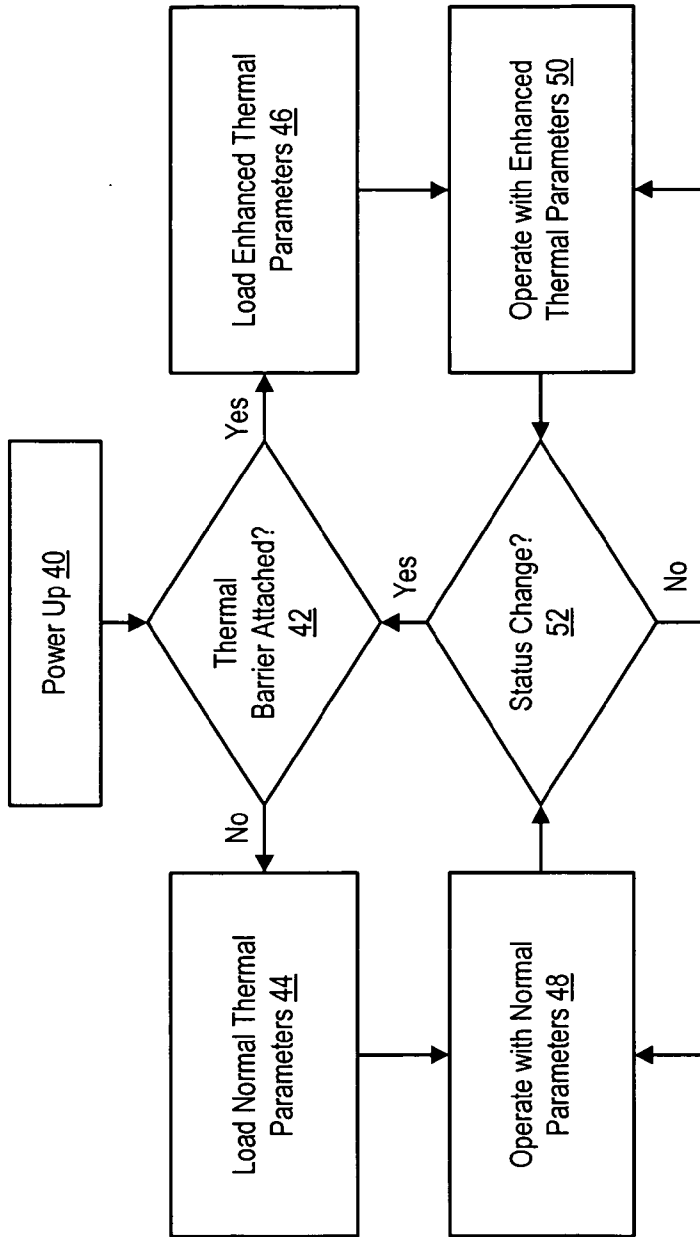 Power Up 40
Thermal
Barrier Attached?
42
No
Yes
Load Normal Thermal
Parameters 44
Load Enhanced Thermal
Parameters 46
Operate with Normal
Parameters 48
Status Change?
52
Yes
No
Operate with Enhanced
Thermal Parameters 50